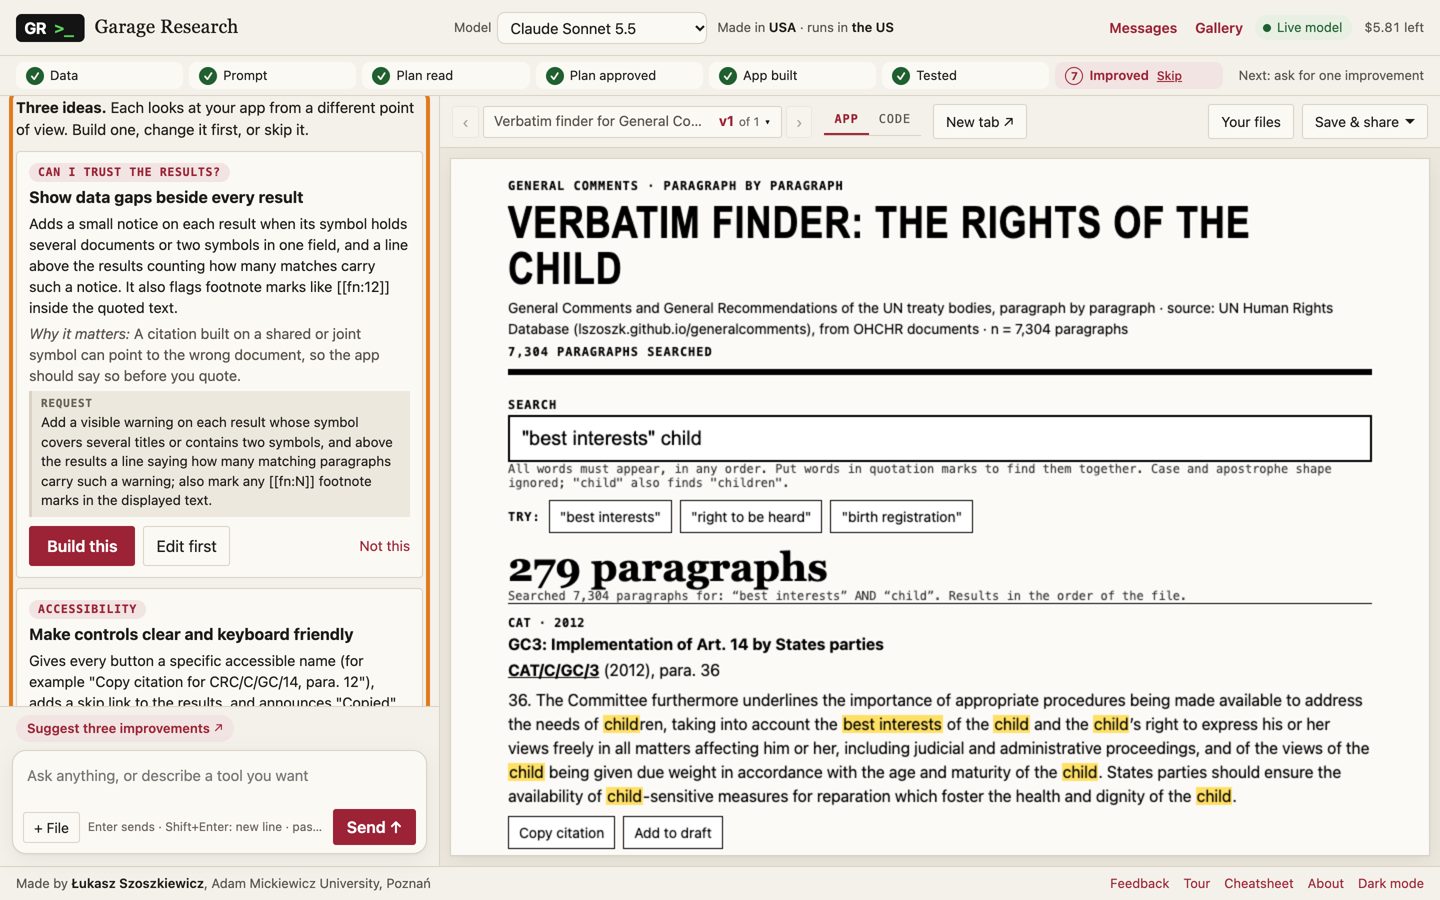 GR >_ Garage Research
Model Claude Sonnet 5.5 Made in USA · runs in the US
Messages Gallery Live model $5.81 left
Data Prompt Plan read Plan approved App built Tested 7 Improved Skip Next: ask for one improvement
Three ideas. Each looks at your app from a different point
of view. Build one, change it first, or skip it.
CAN I TRUST THE RESULTS?
Show data gaps beside every result
Adds a small notice on each result when its symbol holds
several documents or two symbols in one field, and a line
above the results counting how many matches carry
such a notice. It also flags footnote marks like [[fn:12]]
inside the quoted text.
Why it matters: A citation built on a shared or joint
symbol can point to the wrong document, so the app
should say so before you quote.
REQUEST
Add a visible warning on each result whose symbol
covers several titles or contains two symbols, and above
the results a line saying how many matching paragraphs
carry such a warning; also mark any [[fn:N]] footnote
marks in the displayed text.
Build this Edit first Not this
ACCESSIBILITY
Make controls clear and keyboard friendly
Gives every button a specific accessible name (for
example "Copy citation for CRC/C/GC/14, para. 12"),
adds a skip link to the results, and announces "Copied"
Suggest three improvements ↗
Ask anything, or describe a tool you want
+ File Enter sends · Shift+Enter: new line · pas... Send ↑
‹ Verbatim finder for General Co... v1 of 1 ▾ › APP CODE New tab ↗ Your files Save & share
GENERAL COMMENTS · PARAGRAPH BY PARAGRAPH
VERBATIM FINDER: THE RIGHTS OF THE
CHILD
General Comments and General Recommendations of the UN treaty bodies, paragraph by paragraph · source: UN Human Rights
Database (lszoszk.github.io/generalcomments), from OHCHR documents · n = 7,304 paragraphs
7,304 PARAGRAPHS SEARCHED
SEARCH
"best interests" child
All words must appear, in any order. Put words in quotation marks to find them together. Case and apostrophe shape
ignored; "child" also finds "children".
TRY: "best interests" "right to be heard" "birth registration"
279 paragraphs
Searched 7,304 paragraphs for: “best interests” AND “child”. Results in the order of the file.
CAT · 2012
GC3: Implementation of Art. 14 by States parties
CAT/C/GC/3 (2012), para. 36
36. The Committee furthermore underlines the importance of appropriate procedures being made available to address
the needs of children, taking into account the best interests of the child and the child’s right to express his or her
views freely in all matters affecting him or her, including judicial and administrative proceedings, and of the views of the
child being given due weight in accordance with the age and maturity of the child. States parties should ensure the
availability of child-sensitive measures for reparation which foster the health and dignity of the child.
Copy citation Add to draft
Made by Łukasz Szoszkiewicz, Adam Mickiewicz University, Poznań
Feedback Tour Cheatsheet About Dark mode